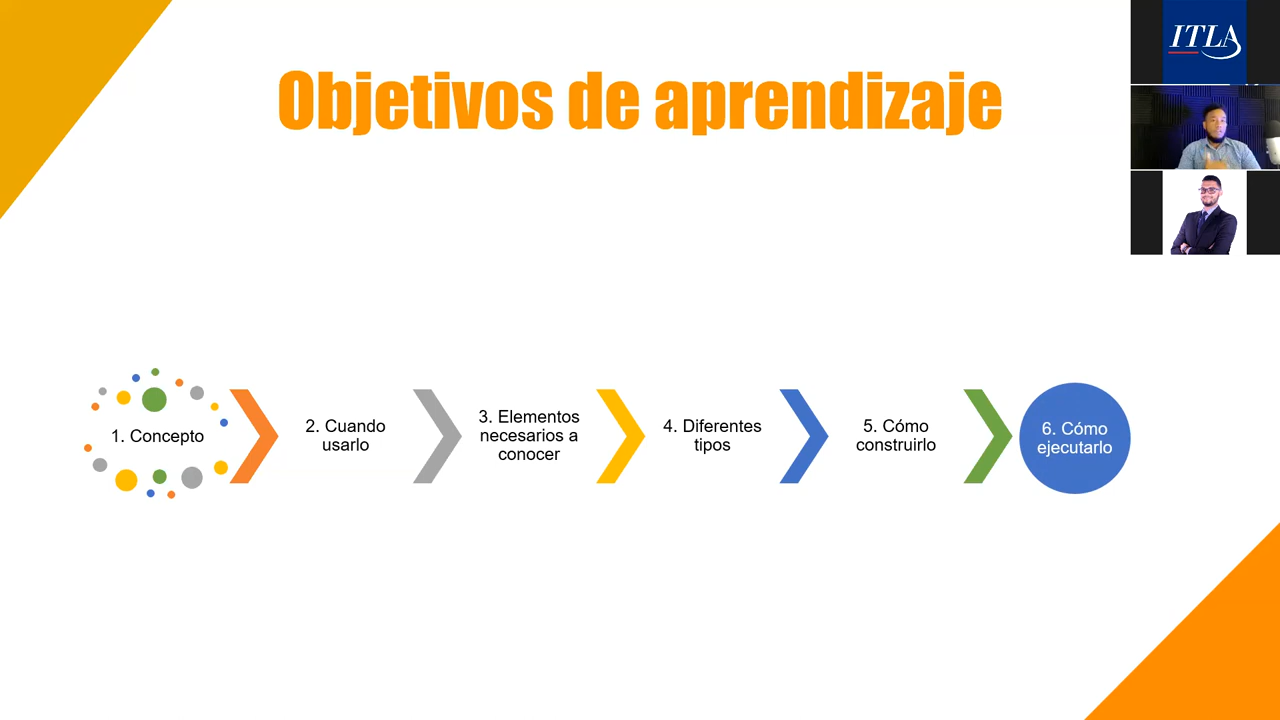 Objetivos de aprendizaje
ITLA
1. Concepto
2. Cuando
usarlo
3. Elementos
necesarios a
conocer
4. Diferentes
tipos
5. Cómo
construirlo
6. Cómo
ejecutarlo